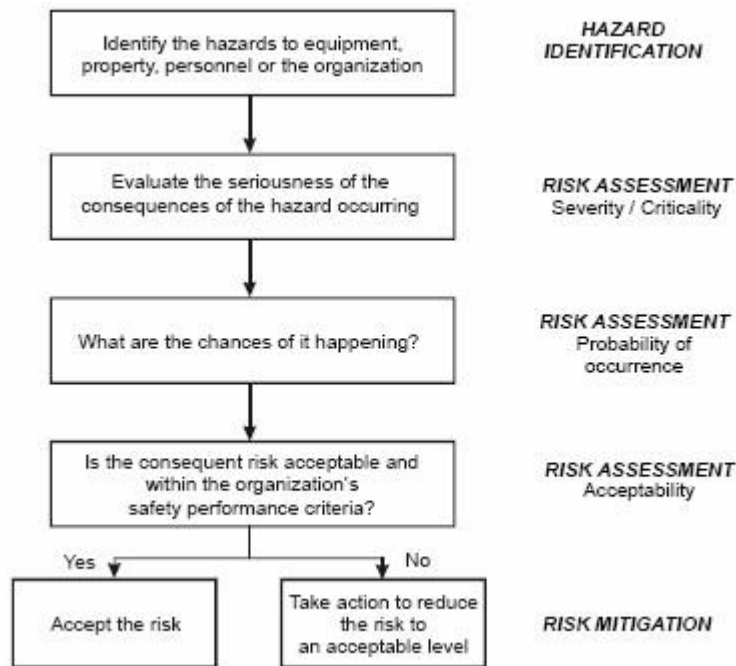 Identify the hazards to equipment,
property, personnel or the organization
HAZARD
IDENTIFICATION
Evaluate the seriousness of the
consequences of the hazard occurring
RISK ASSESSMENT
Severity / Criticality
What are the chances of it happening?
RISK ASSESSMENT
Probability of
occurrence
Is the consequent risk acceptable and
within the organization's
safety performance criteria?
RISK ASSESSMENT
Acceptability
Yes
No
Accept the risk
Take action to reduce
the risk to
an acceptable level
RISK MITIGATION